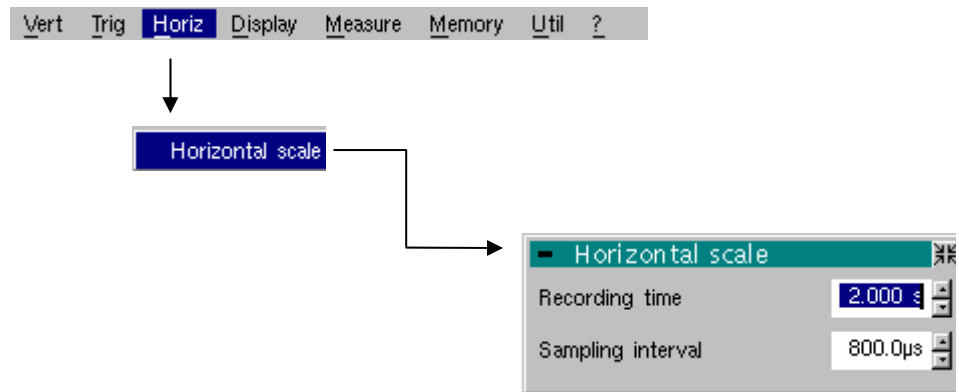 Vert Trig Horiz Display Measure Memory Util ?
Horizontal scale
Horizontal scale
Recording time 2.000 s
Sampling interval 800.0µs